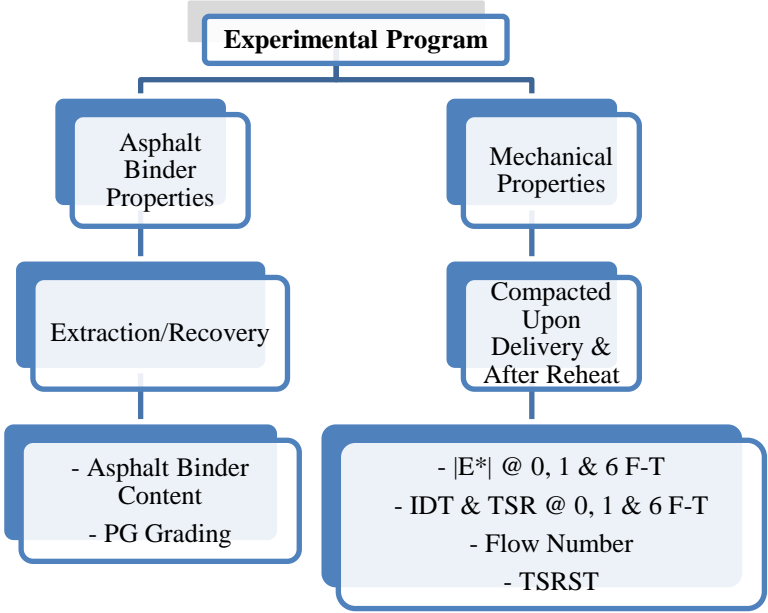 Experimental Program
Asphalt
Binder
Properties
Mechanical
Properties
Extraction/Recovery
Compacted
Upon
Delivery &
After Reheat
- Asphalt Binder
Content
- PG Grading
- |E*| @ 0, 1 & 6 F-T
- IDT & TSR @ 0, 1 & 6 F-T
- Flow Number
- TSRST